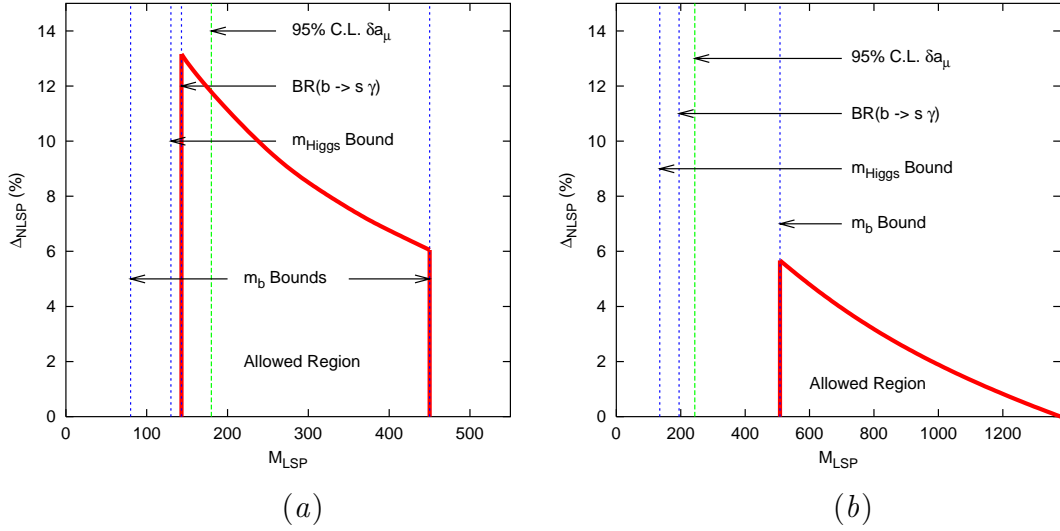 14
12
10
8
6
4
2
0
Δ_NLSP (%)
95% C.L. δa_μ
BR(b -> s γ)
m_Higgs Bound
m_b Bounds
Allowed Region
0 100 200 300 400 500
M_LSP
(a)
14
12
10
8
6
4
2
0
Δ_NLSP (%)
95% C.L. δa_μ
BR(b -> s γ)
m_Higgs Bound
m_b Bound
Allowed Region
0 200 400 600 800 1000 1200
M_LSP
(b)